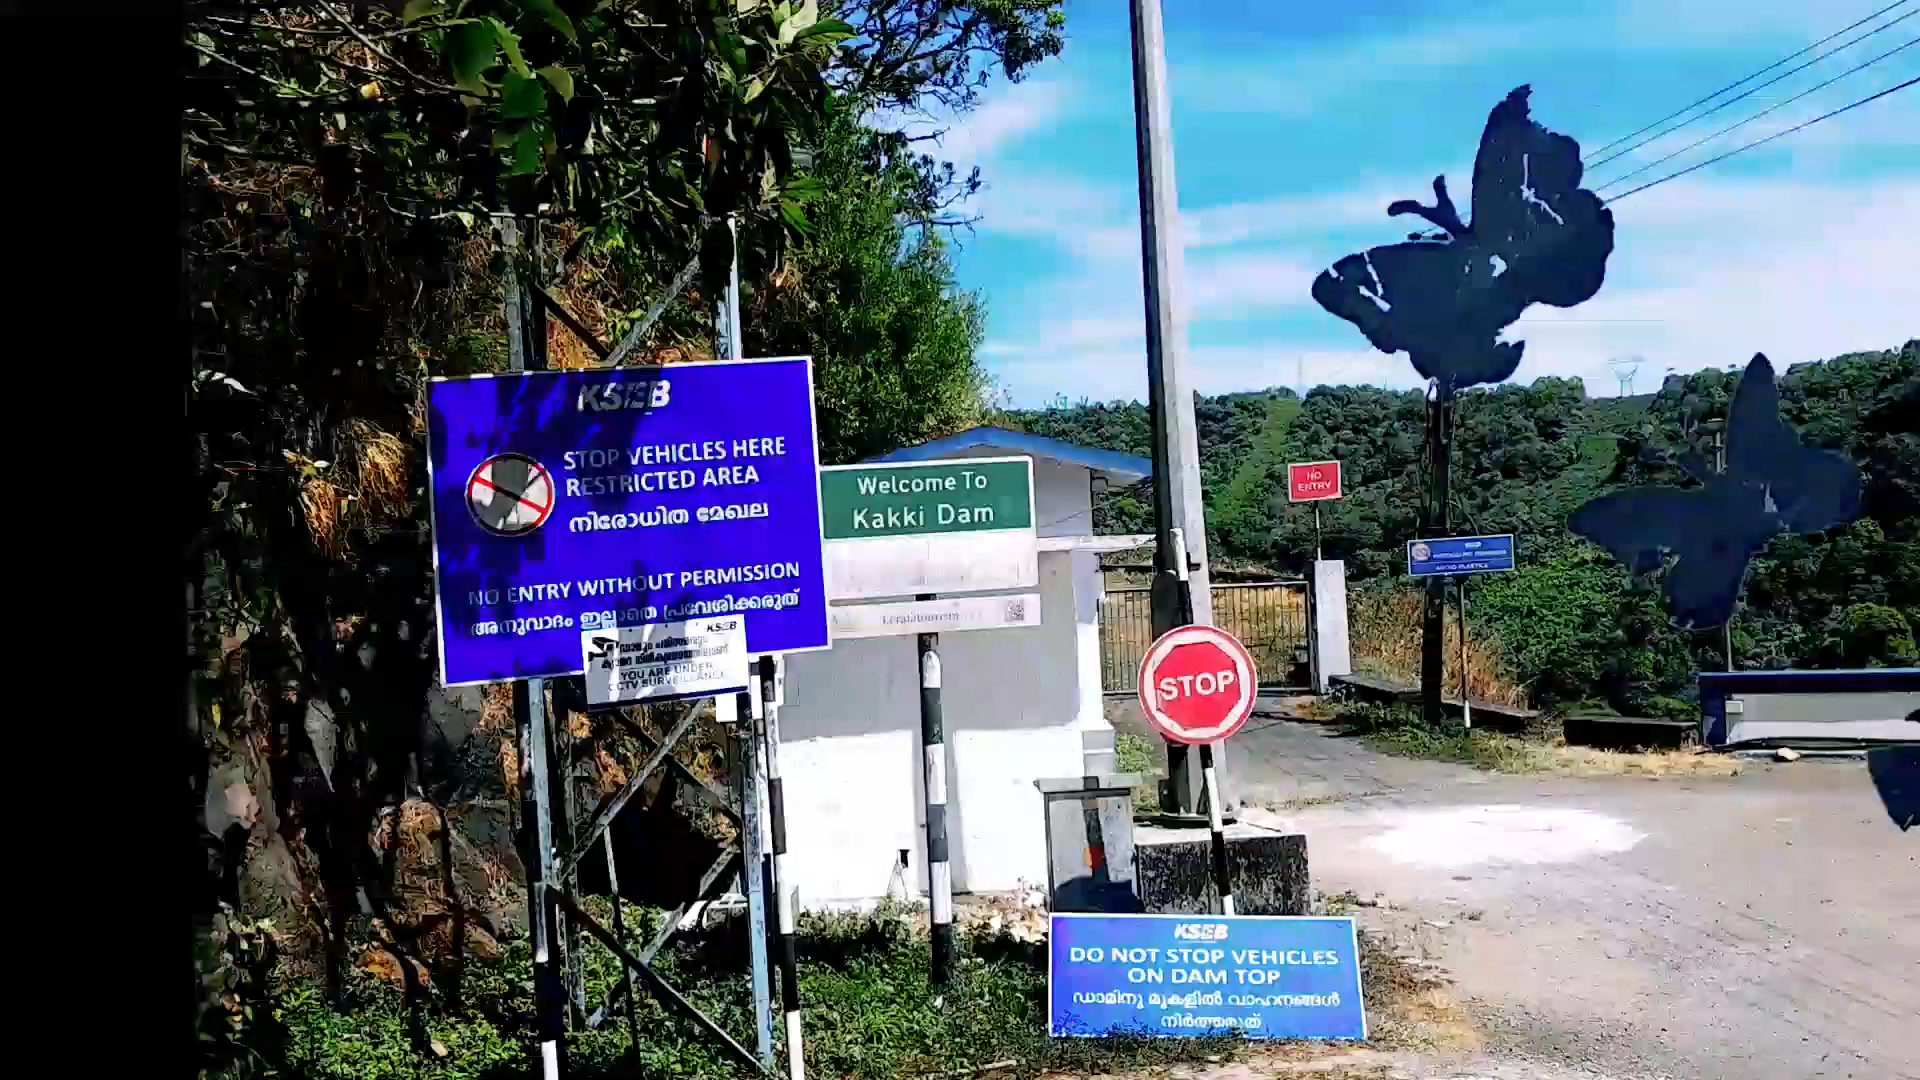 KSEB
STOP VEHICLES HERE
RESTRICTED AREA
നിരോധിത മേഖല
NO ENTRY WITHOUT PERMISSION
അനുവാദം ഇല്ലാതെ പ്രവേശിക്കരുത്
KSEB
YOU ARE UNDER
CCTV SURVEILLANCE
Welcome To
Kakki Dam
NO
ENTRY
STOP
KSEB
DO NOT STOP VEHICLES
ON DAM TOP
ഡാമിനു മുകളിൽ വാഹനങ്ങൾ
നിർത്തരുത്